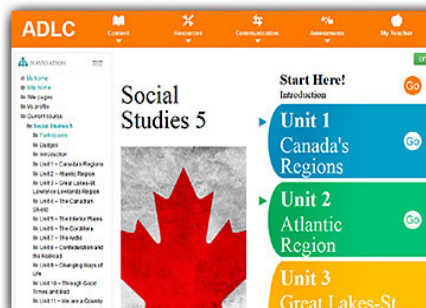 ADLC
Content
Resources
Communication
Assessments
My Teacher
NAVIGATION
My home
Site home
Site pages
My profile
Current course
Social Studies 5
Participants
Badges
Introduction
Unit 1 - Canada's Regions
Unit 2 - Atlantic Region
Unit 3 - Great Lakes-St.
Lawrence Lowlands Region
Unit 4 - The Canadian
Shield
Unit 5 - The Interior Plains
Unit 6 - The Cordillera
Unit 7 - The Arctic
Unit 8 - Confederation and
the Railroad
Unit 9 - Changing Ways of
Life
Unit 10 - Through Good
Times and Bad
Unit 11 - We are a Country
Social
Studies 5
Start Here!
Introduction
Go
Unit 1
Canada's
Regions
Go
Unit 2
Atlantic
Region
Go
Unit 3
Great Lakes-St